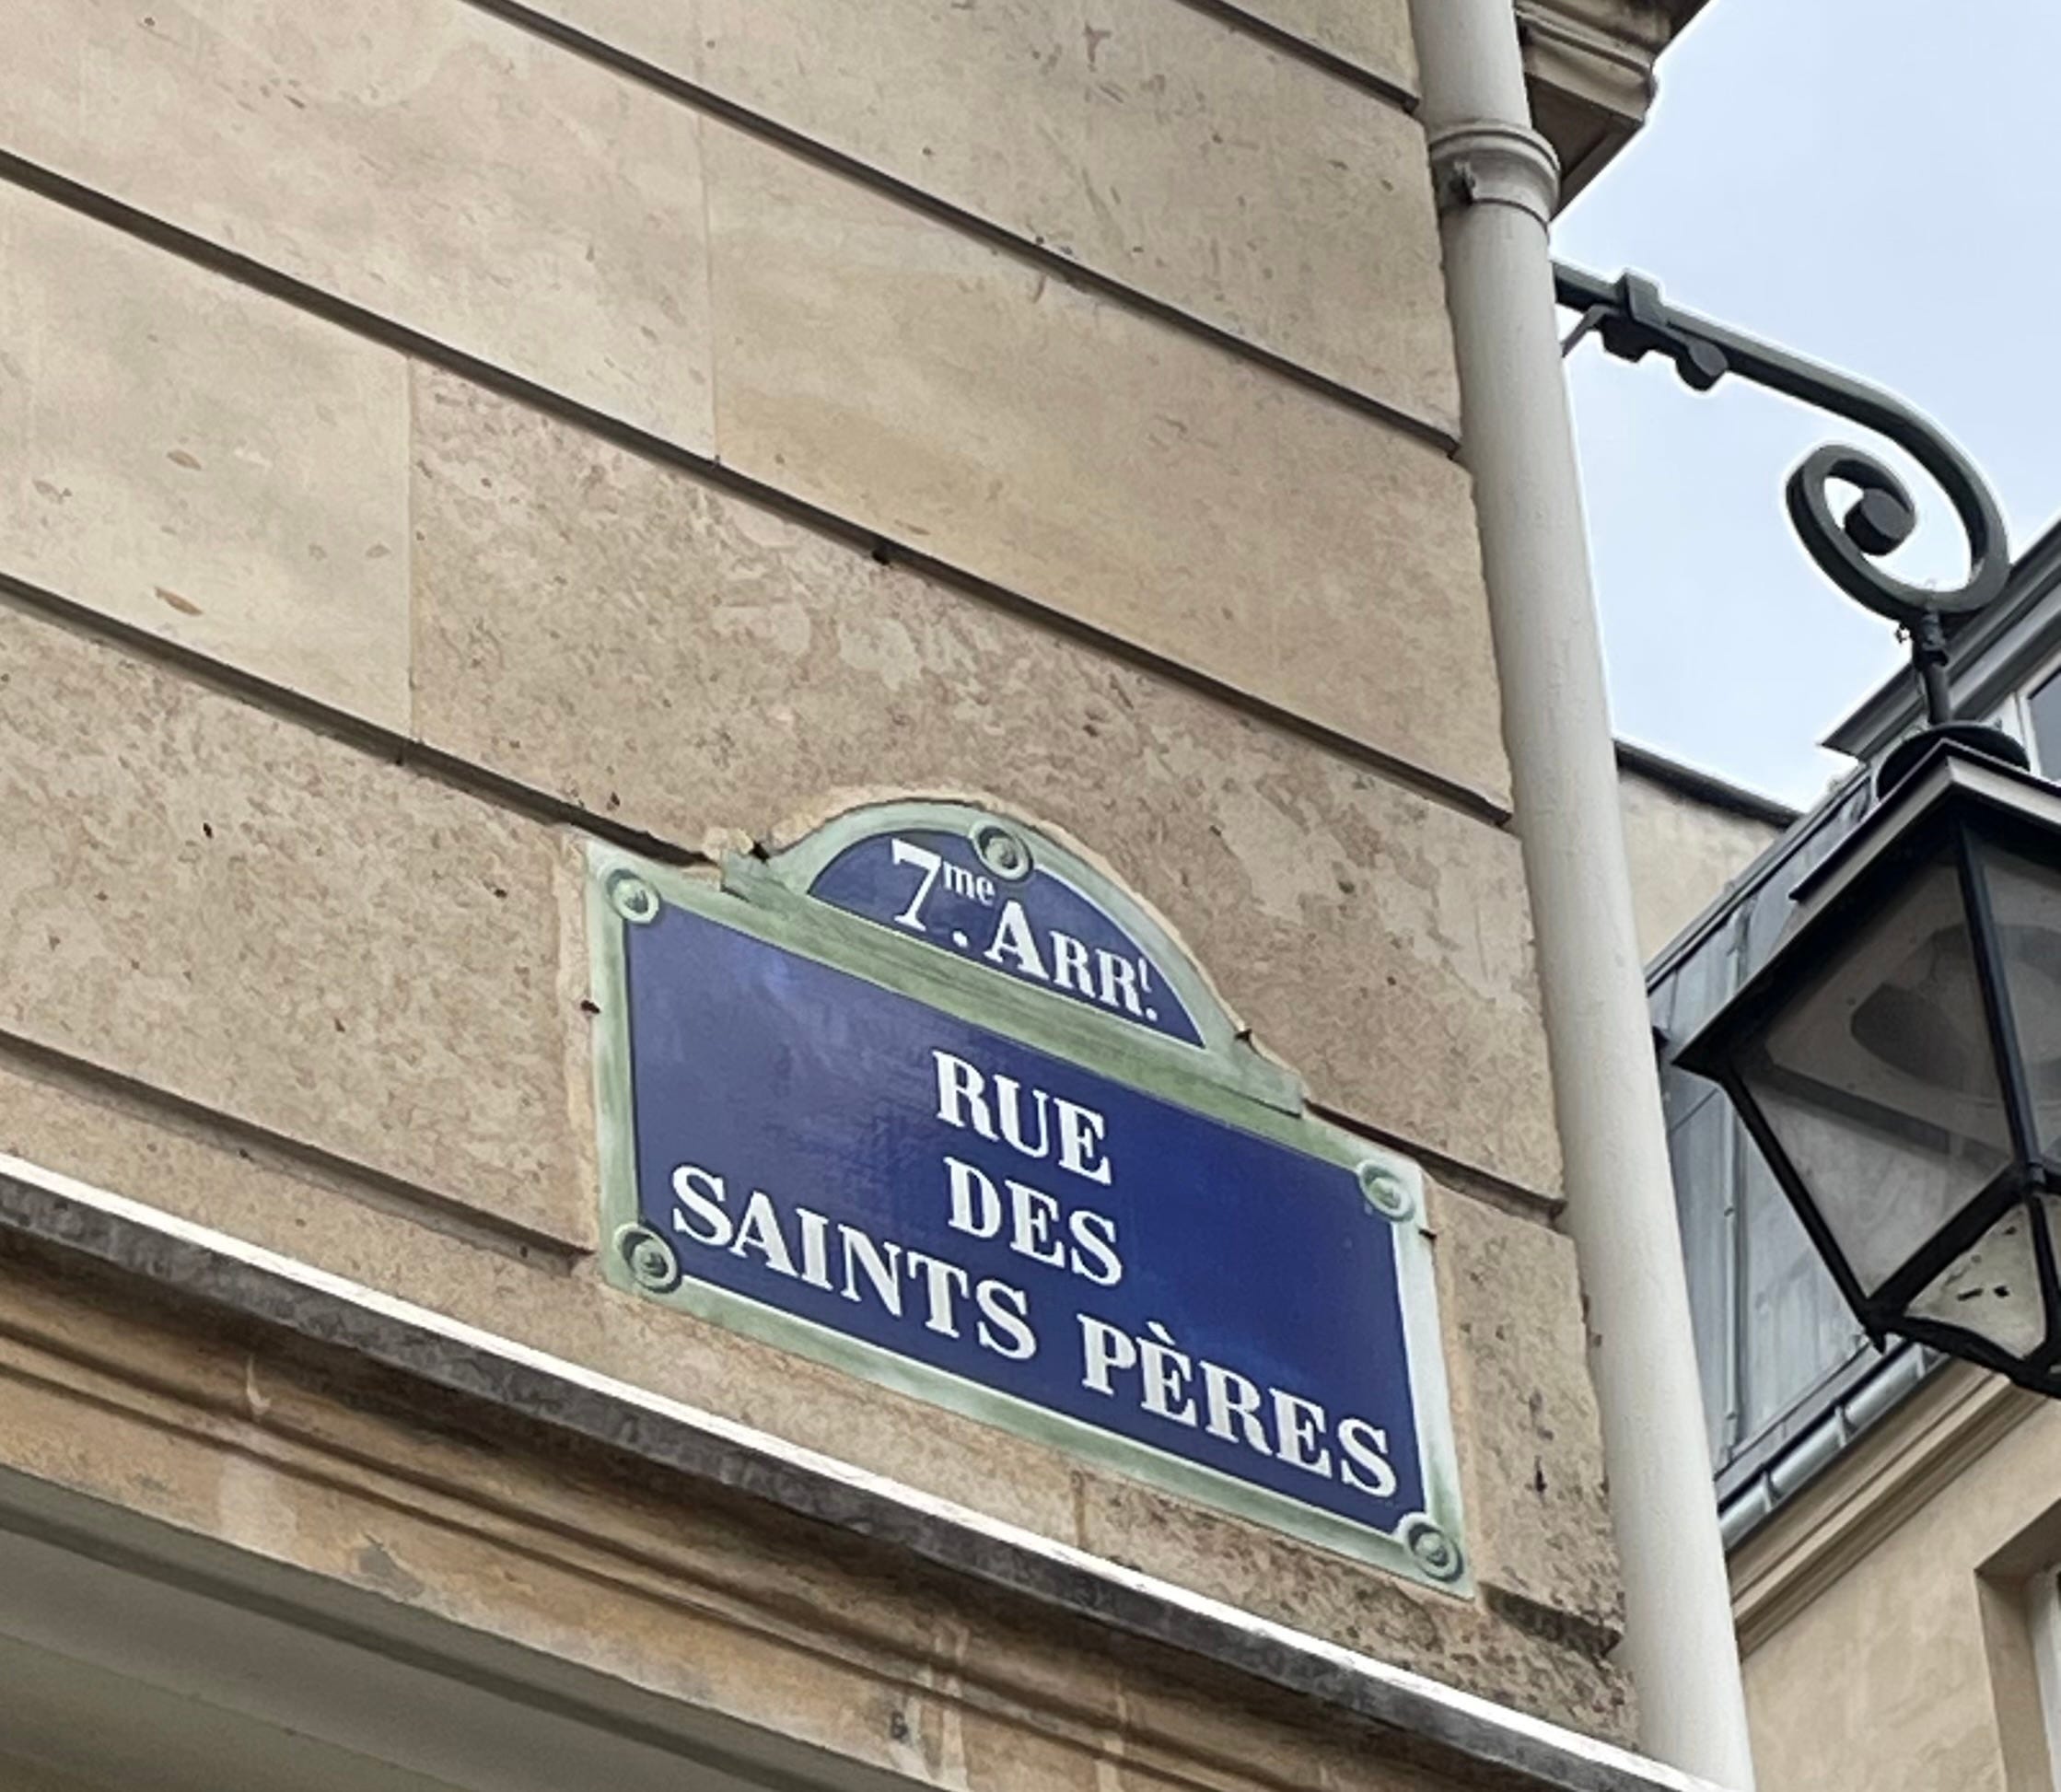 7me. ARRt.
RUE
DES
SAINTS PÈRES